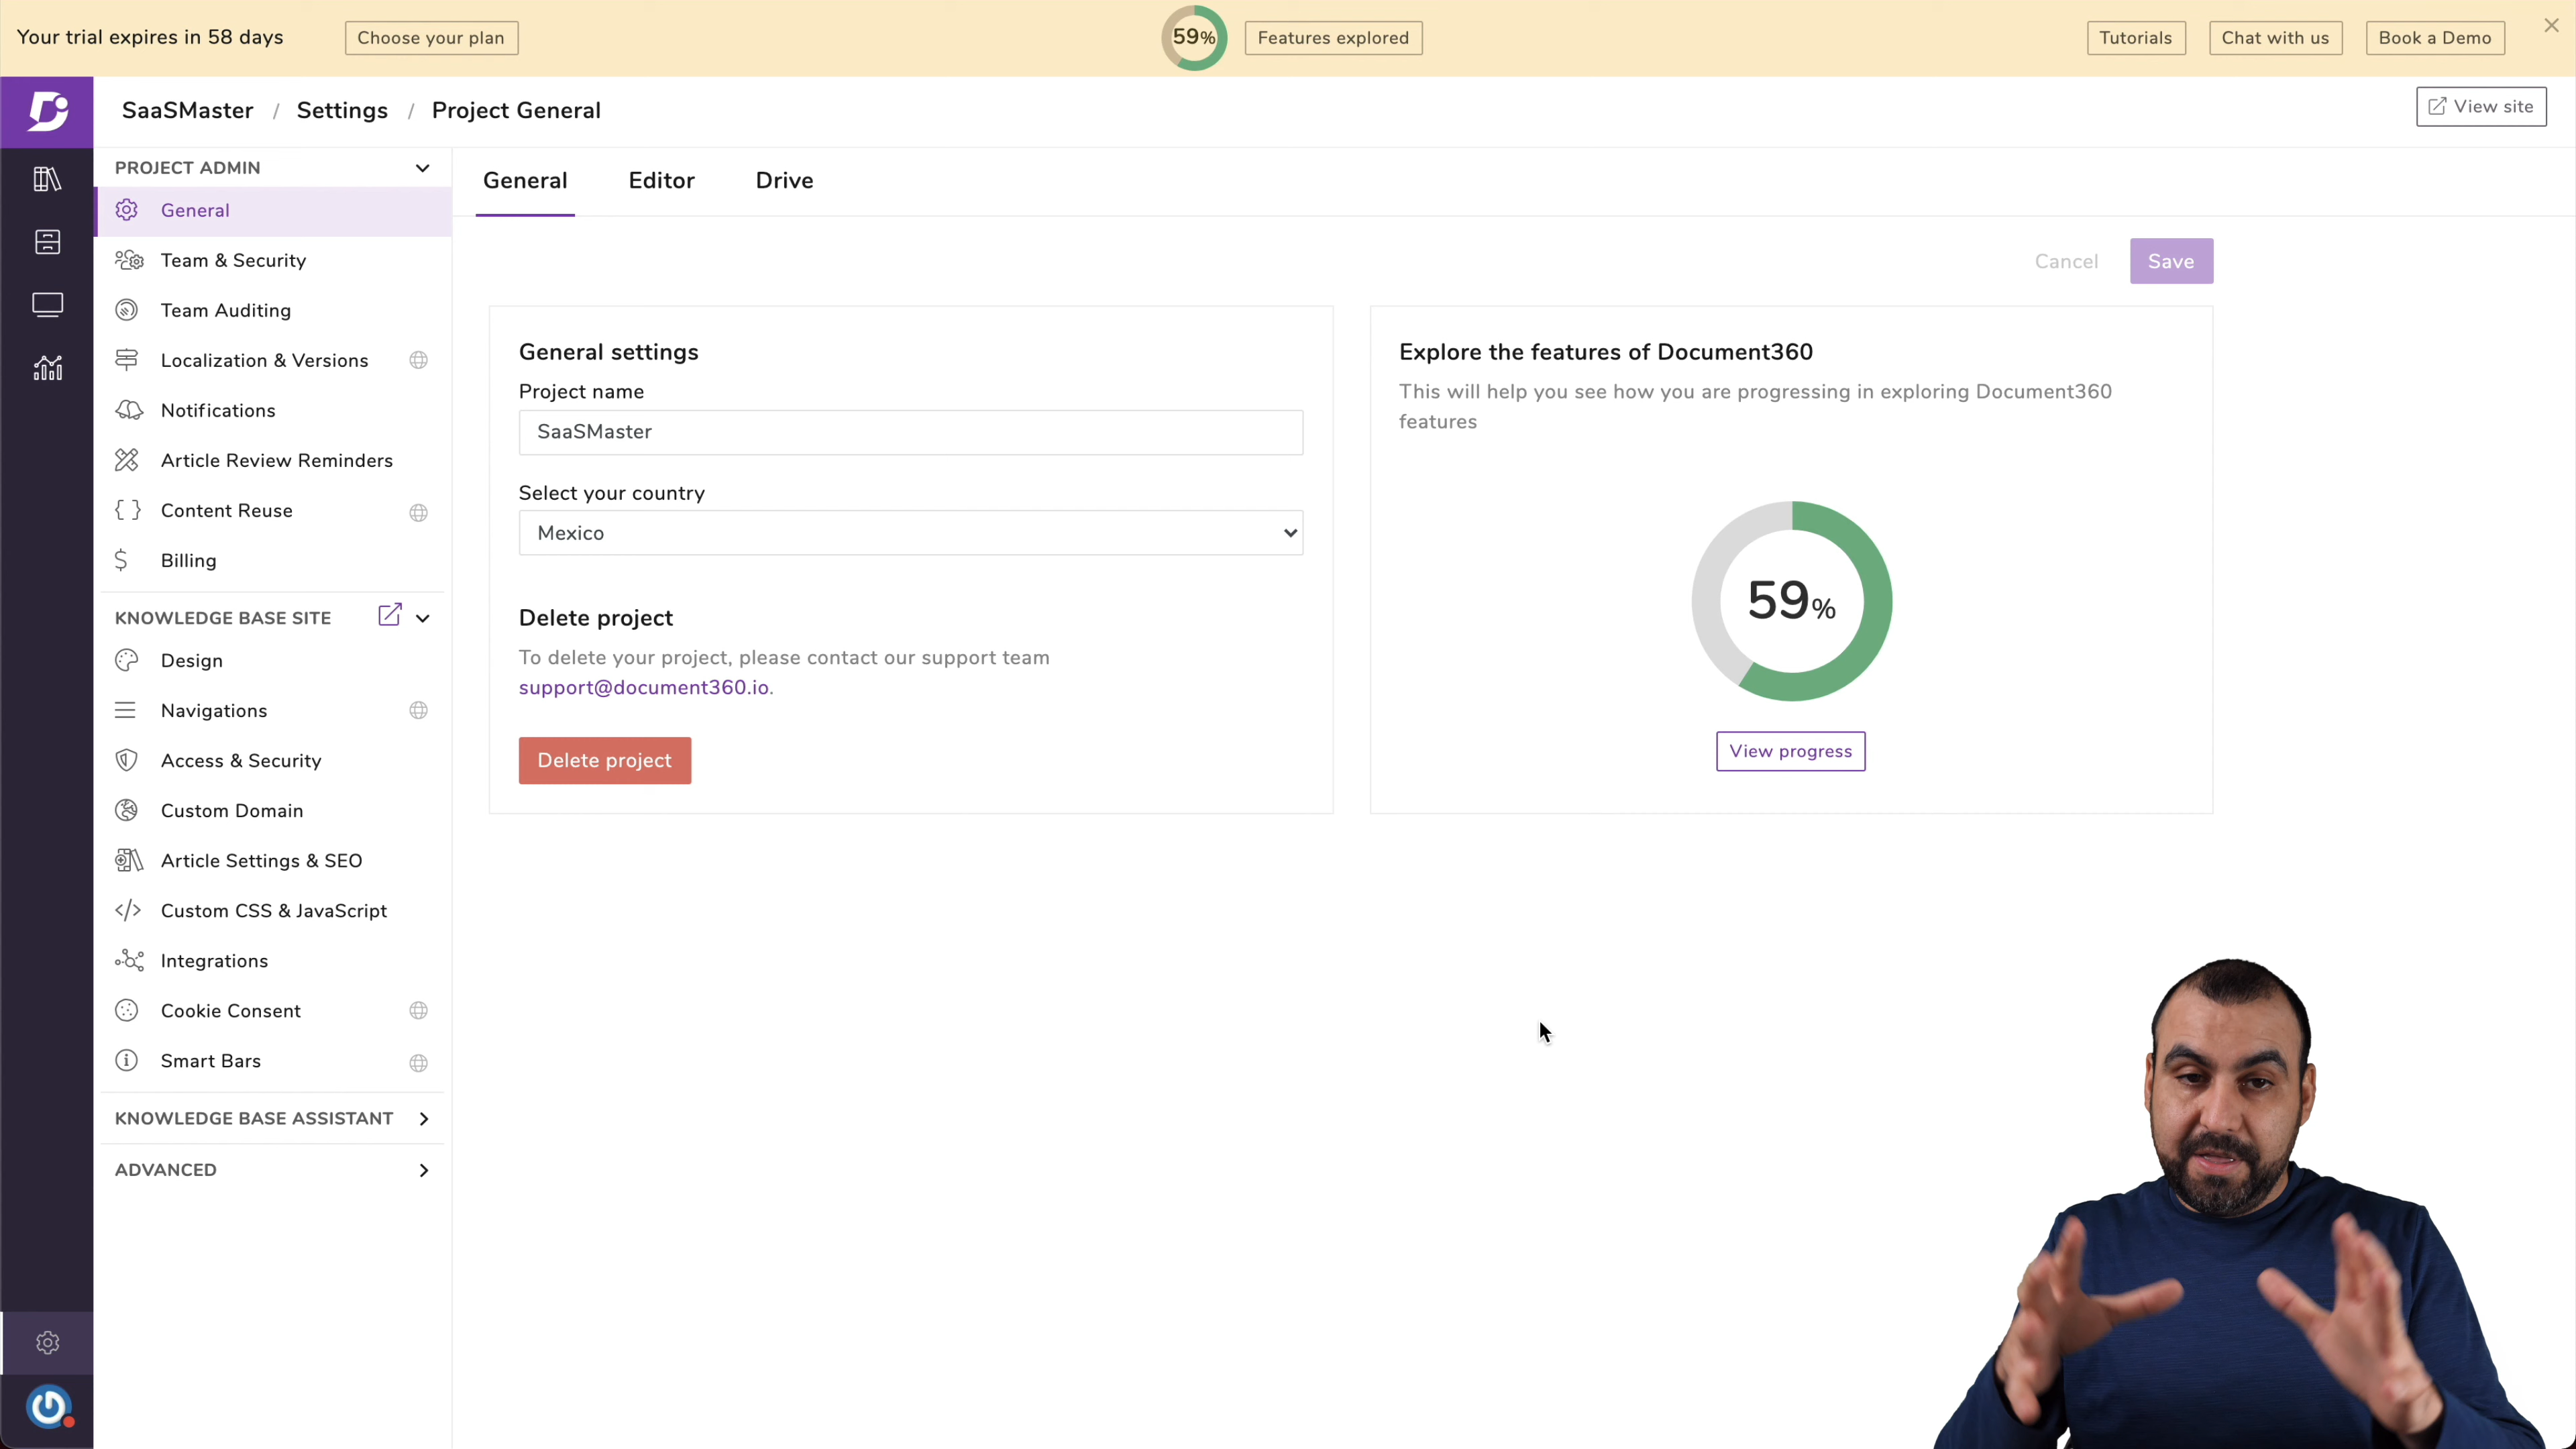 Your trial expires in 58 days
Choose your plan
59%
Features explored
Tutorials
Chat with us
Book a Demo
SaaSMaster / Settings / Project General
View site
PROJECT ADMIN
General
Team & Security
Team Auditing
Localization & Versions
Notifications
Article Review Reminders
Content Reuse
Billing
KNOWLEDGE BASE SITE
Design
Navigations
Access & Security
Custom Domain
Article Settings & SEO
Custom CSS & JavaScript
Integrations
Cookie Consent
Smart Bars
KNOWLEDGE BASE ASSISTANT
ADVANCED
General
Editor
Drive
Cancel
Save
General settings
Project name
SaaSMaster
Select your country
Mexico
Delete project
To delete your project, please contact our support team
support@document360.io.
Delete project
Explore the features of Document360
This will help you see how you are progressing in exploring Document360
features
59%
View progress